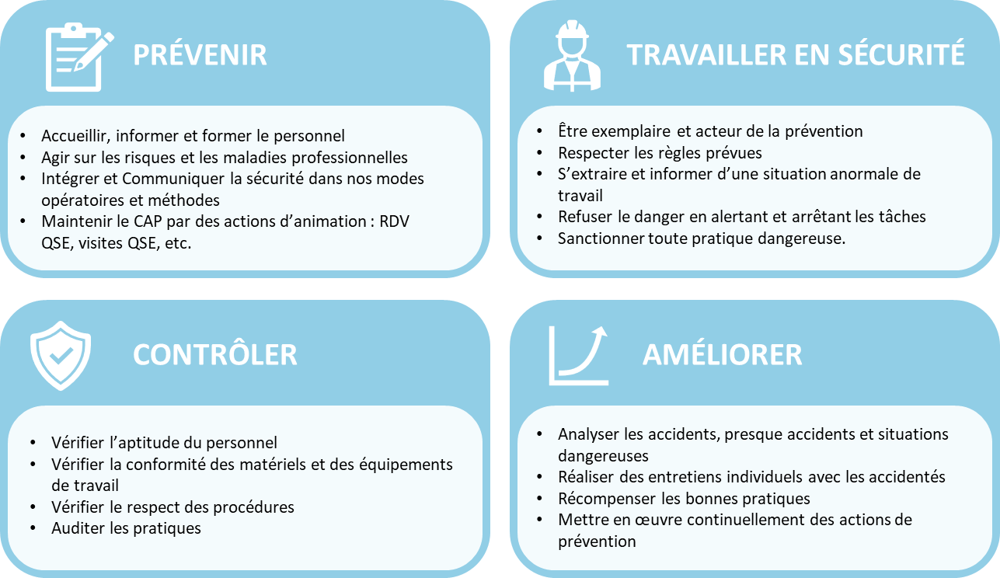 PRÉVENIR
• Accueillir, informer et former le personnel
• Agir sur les risques et les maladies professionnelles
• Intégrer et Communiquer la sécurité dans nos modes
opératoires et méthodes
• Maintenir le CAP par des actions d’animation : RDV
QSE, visites QSE, etc.
TRAVAILLER EN SÉCURITÉ
• Être exemplaire et acteur de la prévention
• Respecter les règles prévues
• S’extraire et informer d’une situation anormale de
travail
• Refuser le danger en alertant et arrêtant les tâches
• Sanctionner toute pratique dangereuse.
CONTRÔLER
• Vérifier l’aptitude du personnel
• Vérifier la conformité des matériels et des équipements
de travail
• Vérifier le respect des procédures
• Auditer les pratiques
AMÉLIORER
• Analyser les accidents, presque accidents et situations
dangereuses
• Réaliser des entretiens individuels avec les accidentés
• Récompenser les bonnes pratiques
• Mettre en œuvre continuellement des actions de
prévention